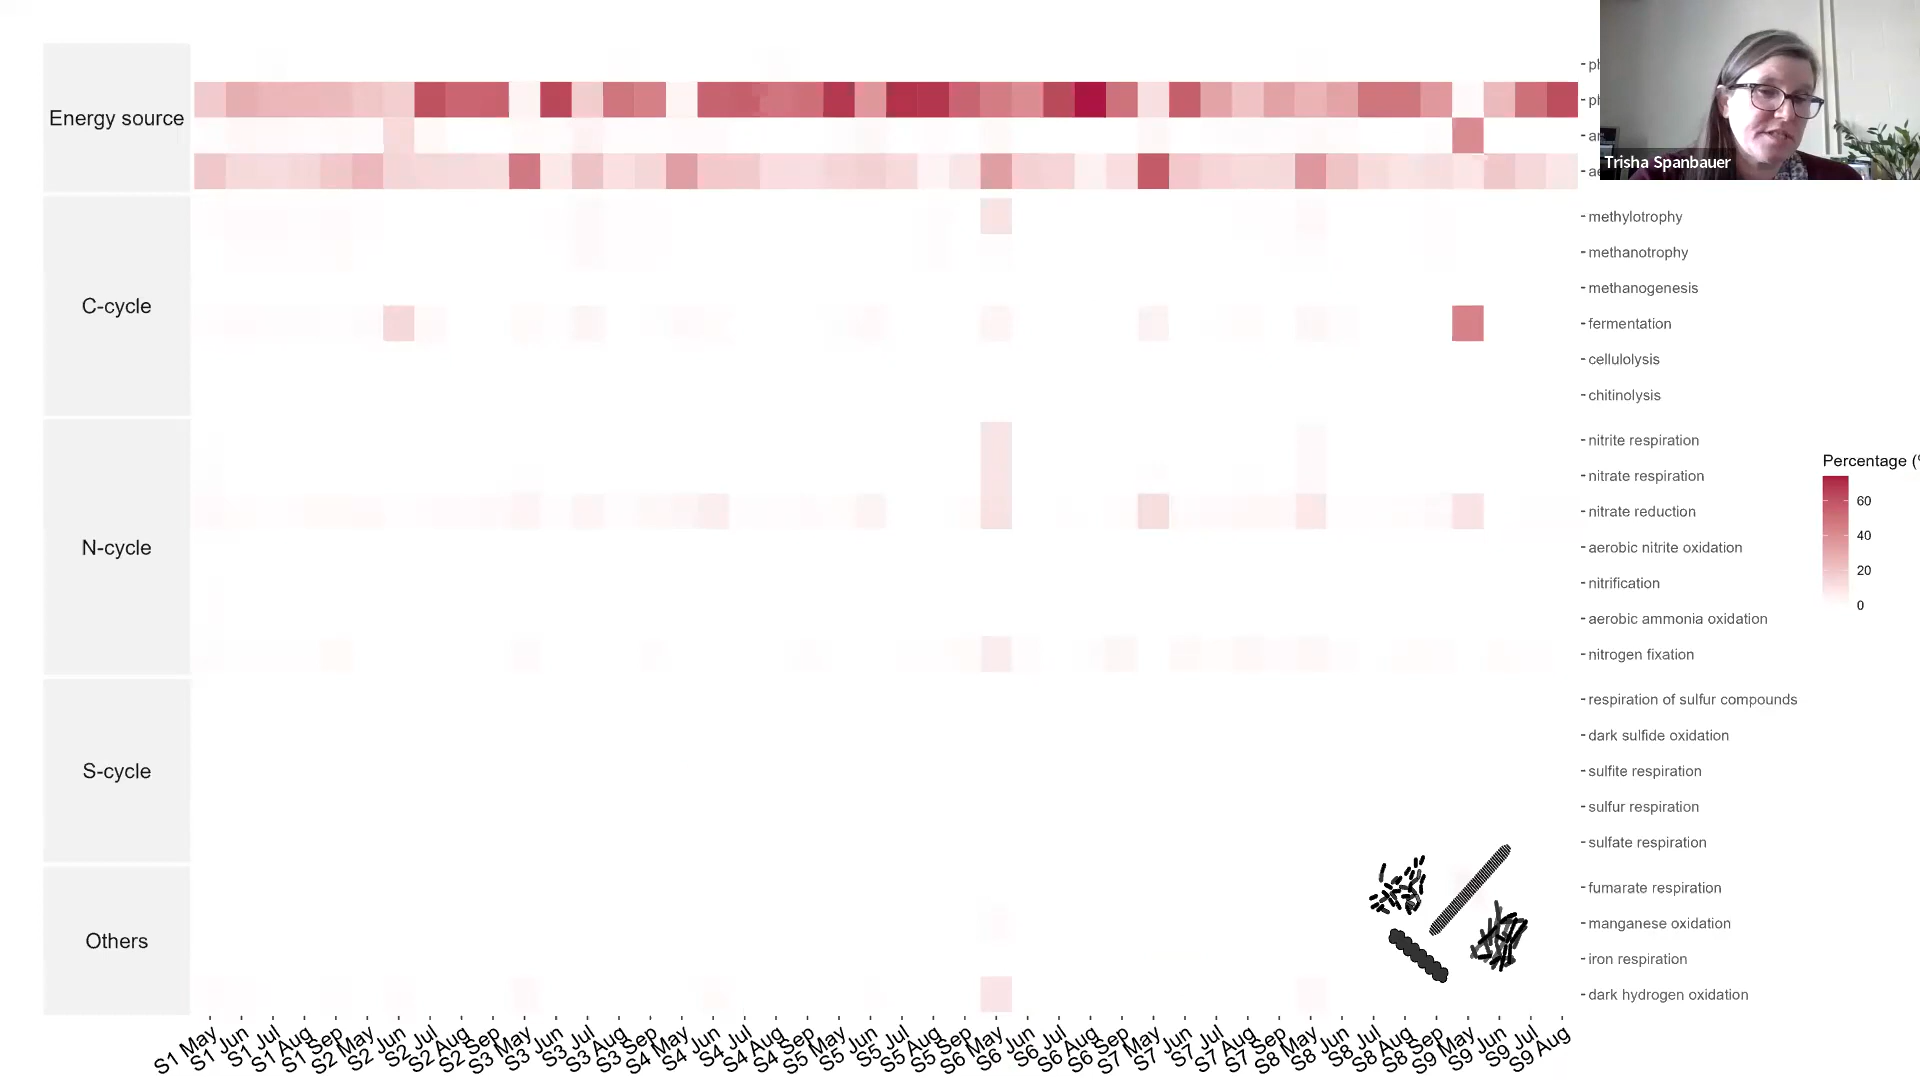 Energy source
C-cycle
N-cycle
S-cycle
Others
Trisha Spanbauer
methylotrophy
methanotrophy
methanogenesis
fermentation
cellulolysis
chitinolysis
nitrite respiration
nitrate respiration
nitrate reduction
aerobic nitrite oxidation
nitrification
aerobic ammonia oxidation
nitrogen fixation
respiration of sulfur compounds
dark sulfide oxidation
sulfite respiration
sulfur respiration
sulfate respiration
fumarate respiration
manganese oxidation
iron respiration
dark hydrogen oxidation
Percentage (
60
40
20
0
S1 May
S1 Jun
S1 Jul
S1 Aug
S1 Sep
S2 May
S2 Jun
S2 Jul
S2 Aug
S2 Sep
S3 May
S3 Jun
S3 Jul
S3 Aug
S3 Sep
S4 May
S4 Jun
S4 Jul
S4 Aug
S4 Sep
S5 May
S5 Jun
S5 Jul
S5 Aug
S5 Sep
S6 May
S6 Jun
S6 Jul
S6 Aug
S6 Sep
S7 May
S7 Jun
S7 Jul
S7 Aug
S7 Sep
S8 May
S8 Jun
S8 Jul
S8 Aug
S8 Sep
S9 May
S9 Jun
S9 Jul
S9 Aug